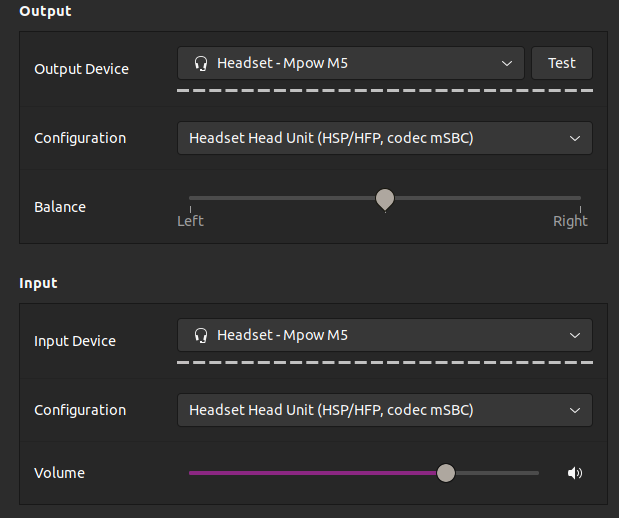 Output
Output Device
Headset - Mpow M5
Test
Configuration
Headset Head Unit (HSP/HFP, codec mSBC)
Balance
Left
Right
Input
Input Device
Headset - Mpow M5
Configuration
Headset Head Unit (HSP/HFP, codec mSBC)
Volume